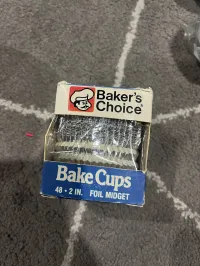 Baker's
Choice®
Bake Cups
48 • 2 IN. FOIL MIDGET